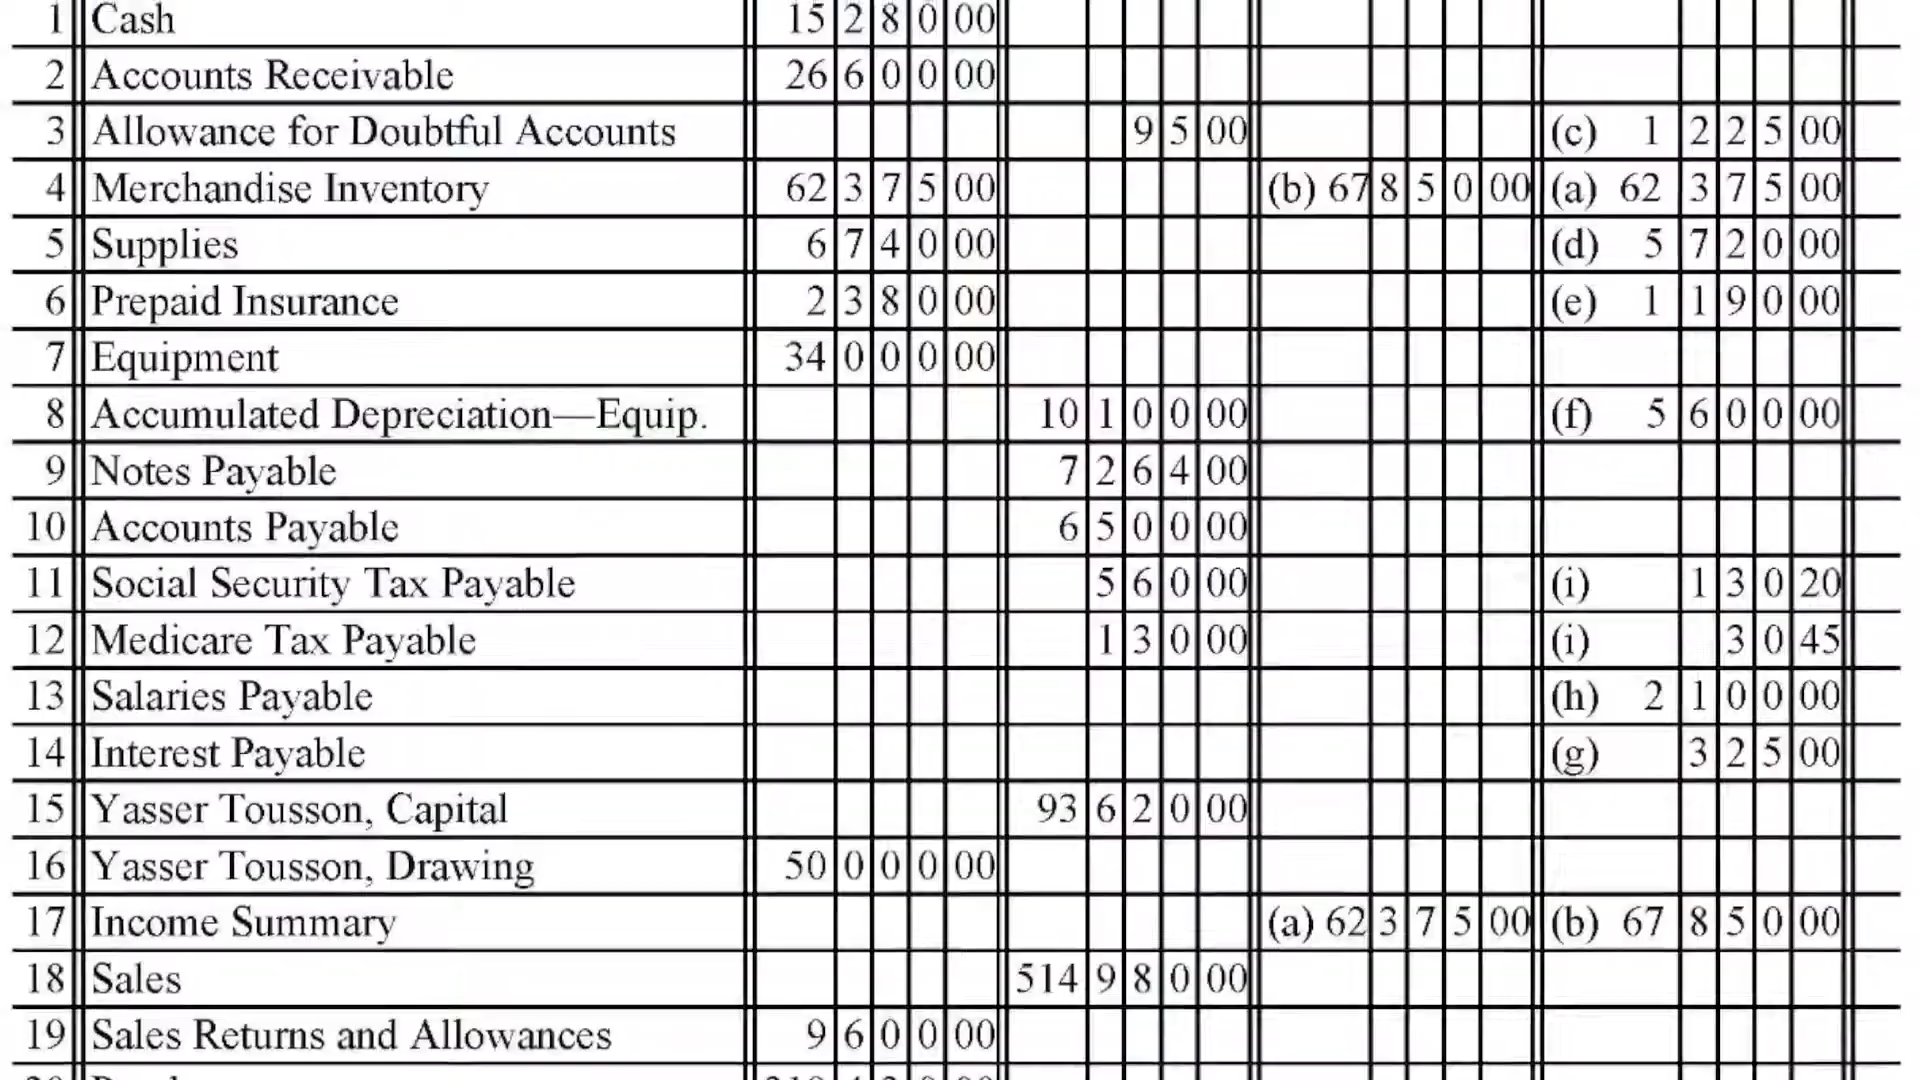 1 Cash 15 2 8 0 00
2 Accounts Receivable 26 6 0 0 00
3 Allowance for Doubtful Accounts 9 5 00 (c) 1 2 2 5 00
4 Merchandise Inventory 62 3 7 5 00 (b) 67 8 5 0 00 (a) 62 3 7 5 00
5 Supplies 6 7 4 0 00 (d) 5 7 2 0 00
6 Prepaid Insurance 2 3 8 0 00 (e) 1 1 9 0 00
7 Equipment 34 0 0 0 00
8 Accumulated Depreciation—Equip. 10 1 0 0 00 (f) 5 6 0 0 00
9 Notes Payable 7 2 6 4 00
10 Accounts Payable 6 5 0 0 00
11 Social Security Tax Payable 5 6 0 00 (i) 1 3 0 20
12 Medicare Tax Payable 1 3 0 00 (i) 3 0 45
13 Salaries Payable (h) 2 1 0 0 00
14 Interest Payable (g) 3 2 5 00
15 Yasser Tousson, Capital 93 6 2 0 00
16 Yasser Tousson, Drawing 50 0 0 0 00
17 Income Summary (a) 62 3 7 5 00 (b) 67 8 5 0 00
18 Sales 514 9 8 0 00
19 Sales Returns and Allowances 9 6 0 0 00